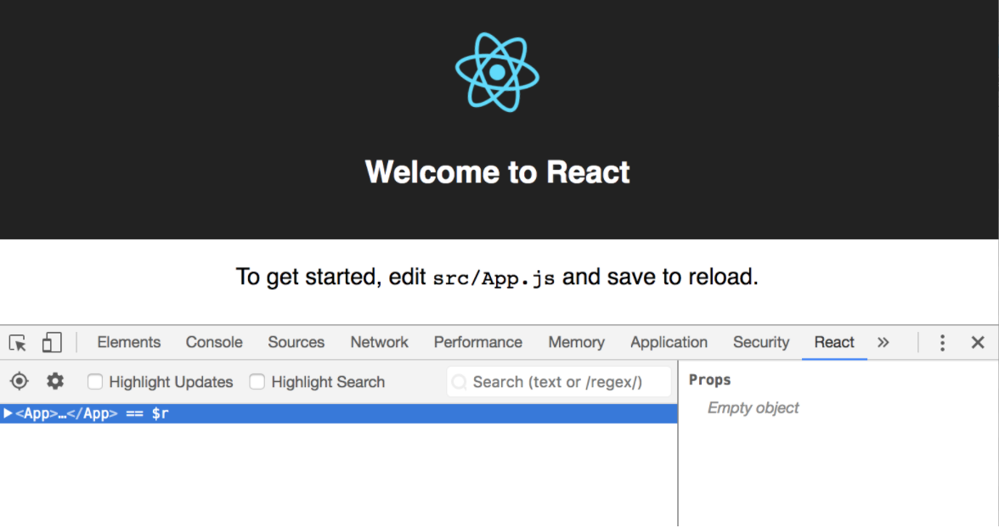 Welcome to React
To get started, edit src/App.js and save to reload.
Elements Console Sources Network Performance Memory Application Security React »
Highlight Updates Highlight Search Search (text or /regex/) Props
Empty object
<App>…</App> == $r